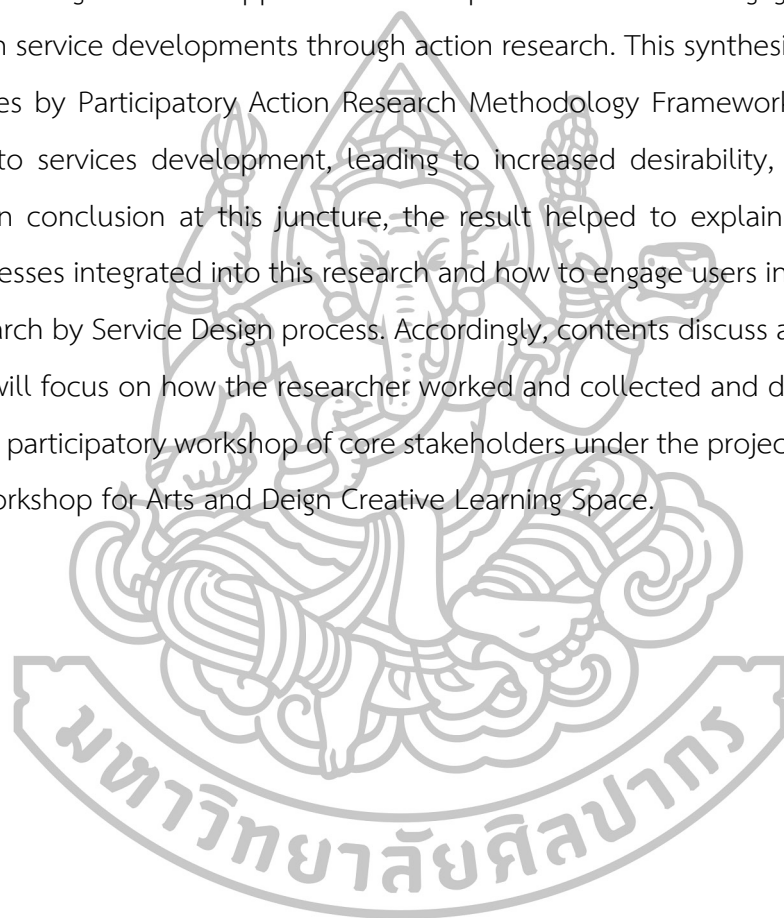 n service developments through action research. This synthesi
es by Participatory Action Research Methodology Framework
to services development, leading to increased desirability,
n conclusion at this juncture, the result helped to explain
esses integrated into this research and how to engage users in
arch by Service Design process. Accordingly, contents discuss a
will focus on how the researcher worked and collected and d
participatory workshop of core stakeholders under the projec
orkshop for Arts and Deign Creative Learning Space.
มหาวิทยาลัยศิลปากร